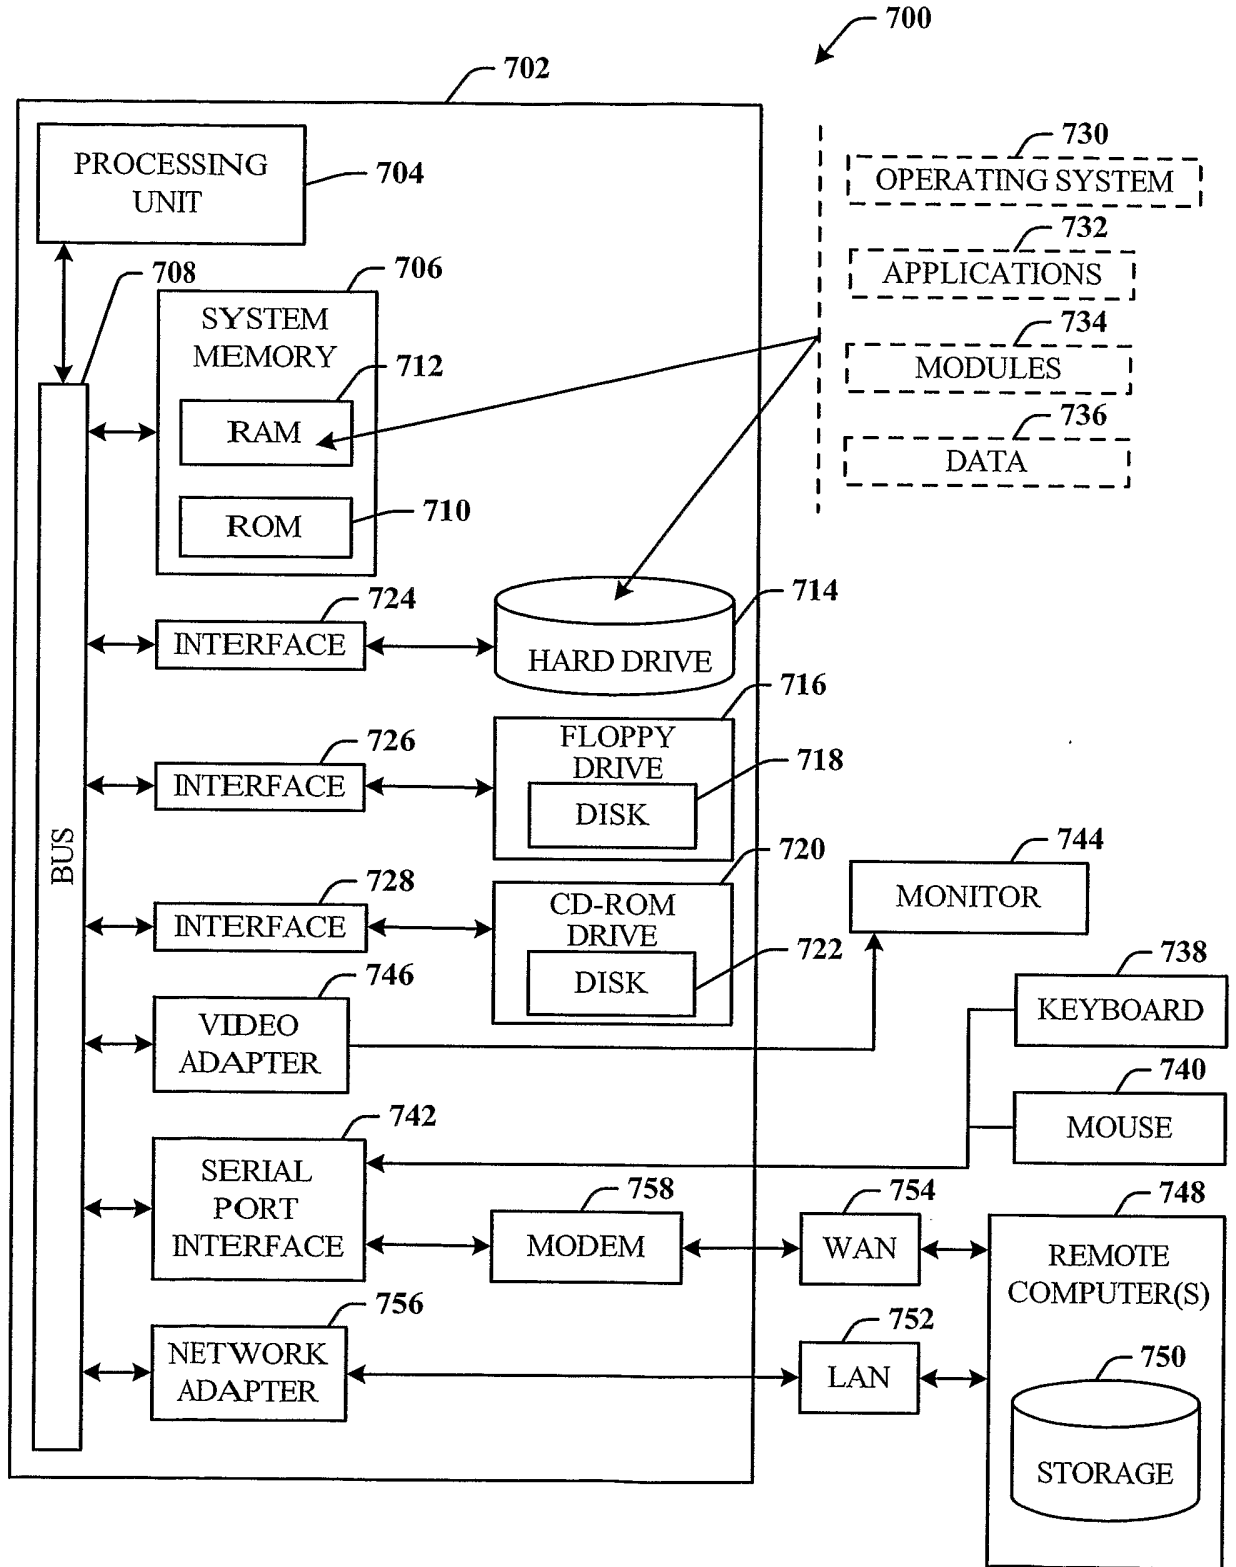 700
702
PROCESSING
UNIT
704
730
OPERATING SYSTEM
732
APPLICATIONS
734
MODULES
736
DATA
708
706
SYSTEM
MEMORY
712
RAM
ROM
710
724
INTERFACE
714
HARD DRIVE
716
726
INTERFACE
FLOPPY
DRIVE
718
DISK
BUS
728
INTERFACE
720
CD-ROM
DRIVE
722
DISK
744
MONITOR
738
KEYBOARD
746
VIDEO
ADAPTER
740
MOUSE
742
SERIAL
PORT
INTERFACE
758
MODEM
754
WAN
748
REMOTE
COMPUTER(S)
756
NETWORK
ADAPTER
752
LAN
750
STORAGE